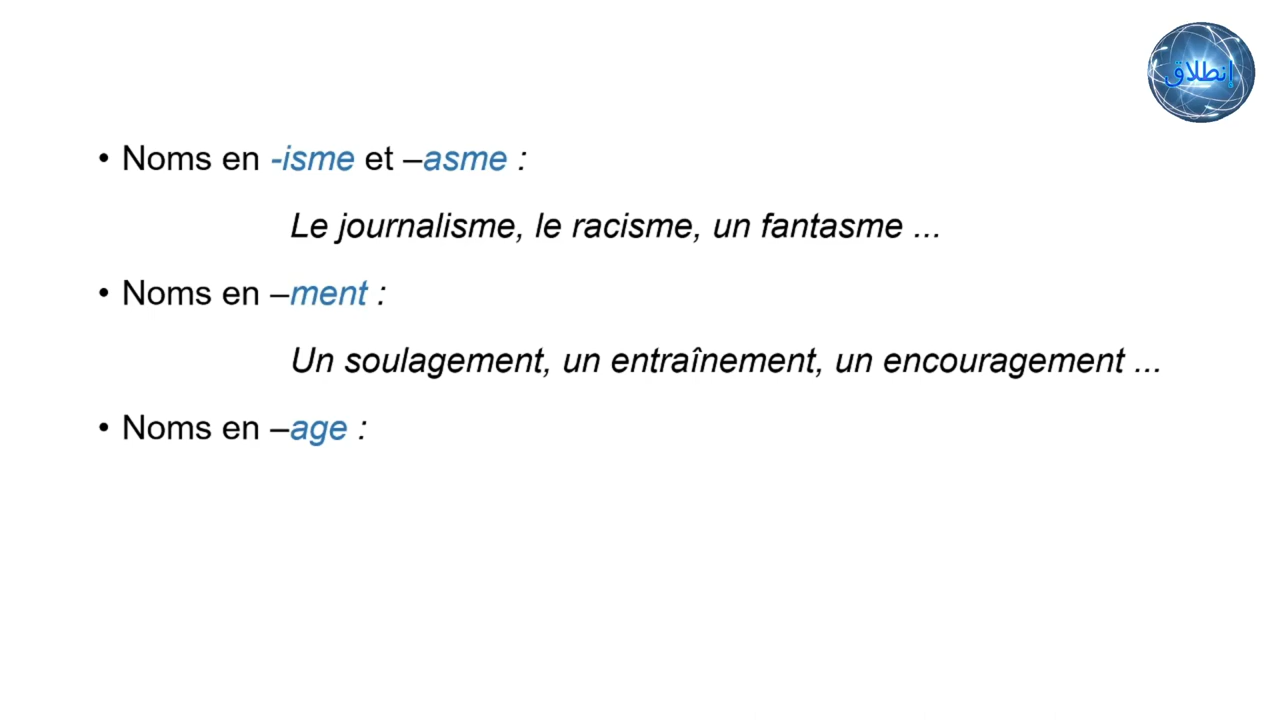 إنطلاق
• Noms en -isme et –asme :
Le journalisme, le racisme, un fantasme ...
• Noms en –ment :
Un soulagement, un entraînement, un encouragement ...
• Noms en –age :